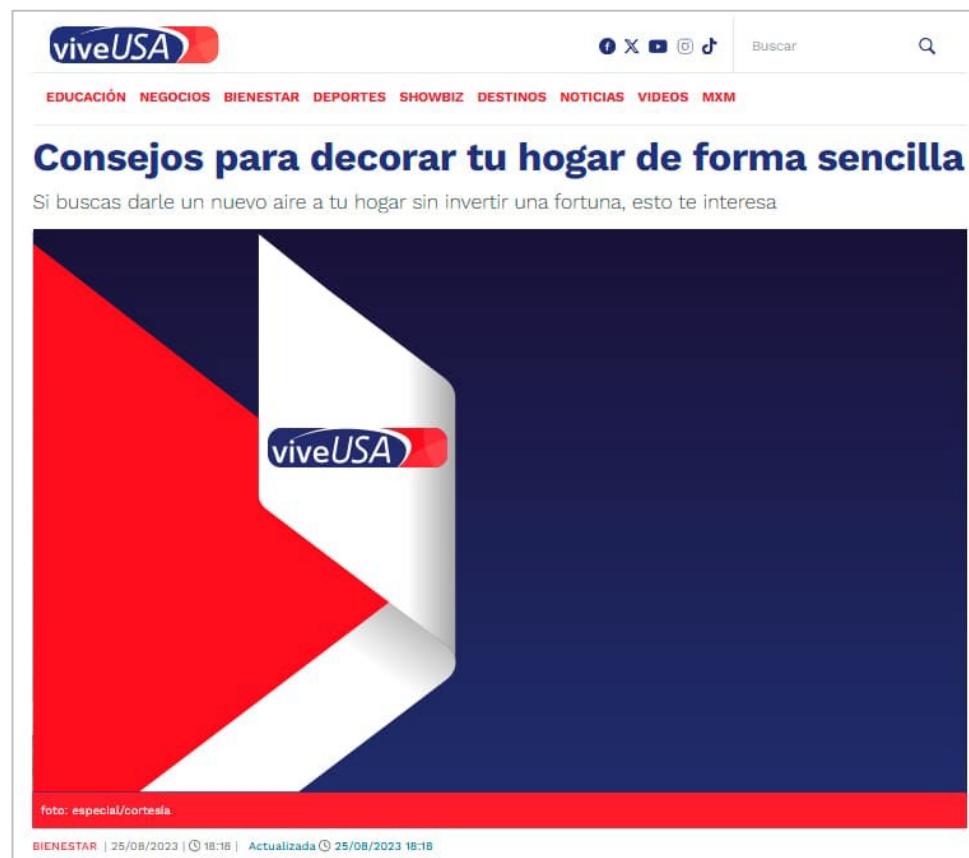 viveUSA
Buscar
EDUCACIÓN NEGOCIOS BIENESTAR DEPORTES SHOWBIZ DESTINOS NOTICIAS VIDEOS MXM
Consejos para decorar tu hogar de forma sencilla
Si buscas darle un nuevo aire a tu hogar sin invertir una fortuna, esto te interesa
viveUSA
foto: especial/cortesía
BIENESTAR | 25/08/2023 | 18:18 | Actualizada 25/08/2023 18:18